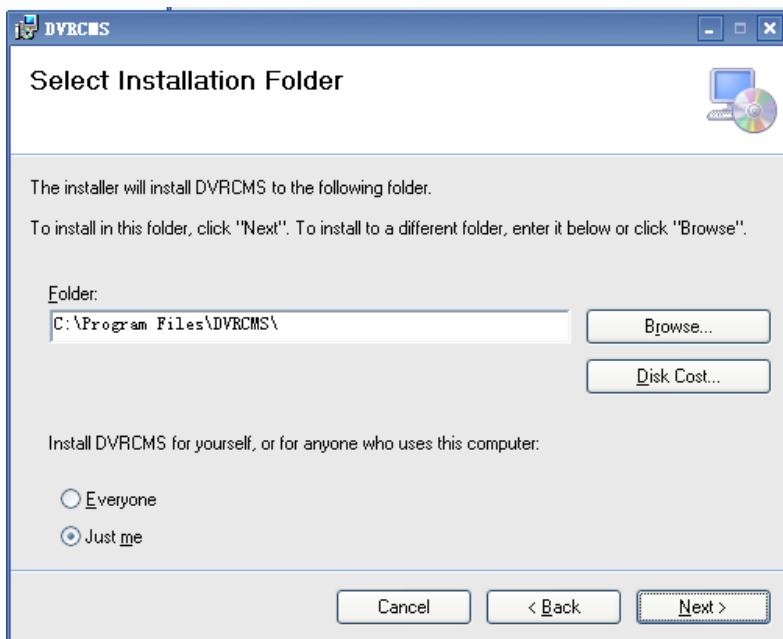 DVRCMS
Select Installation Folder
The installer will install DVRCMS to the following folder.
To install in this folder, click "Next". To install to a different folder, enter it below or click "Browse".
Folder:
C:\Program Files\DVRCMS\
Browse...
Disk Cost...
Install DVRCMS for yourself, or for anyone who uses this computer:
Everyone
Just me
Cancel
< Back
Next >